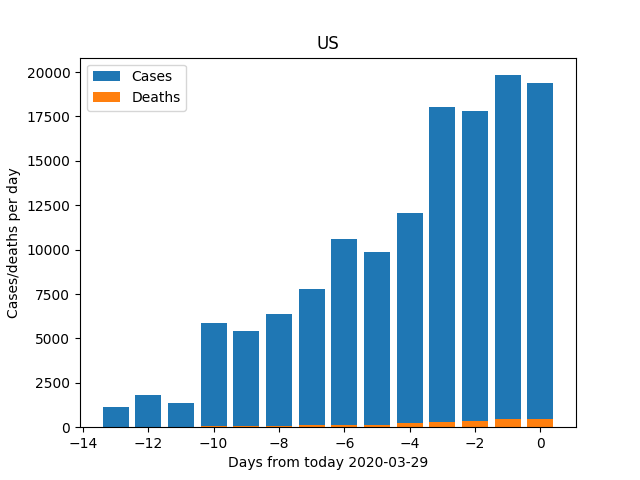 US
Cases
Deaths
Cases/deaths per day
20000
17500
15000
12500
10000
7500
5000
2500
0
−14 −12 −10 −8 −6 −4 −2 0
Days from today 2020-03-29